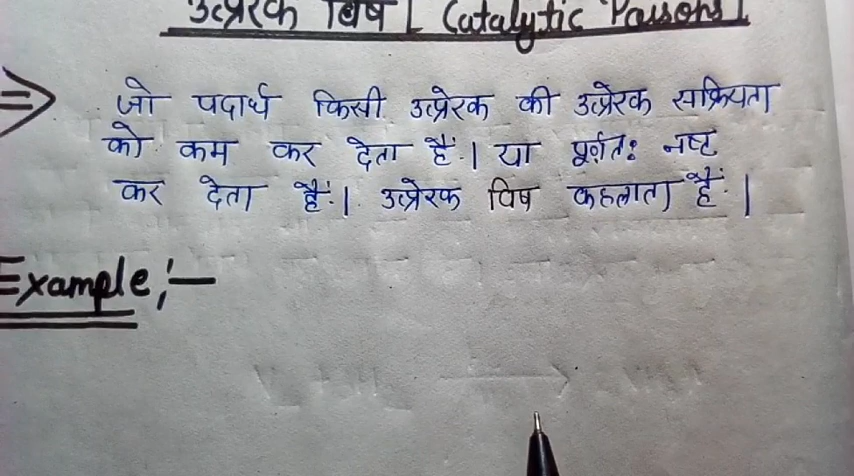 उत्प्रेरक विष । Catalytic Poisons ।
जो पदार्थ किसी उत्प्रेरक की उत्प्रेरक सक्रियता
को कम कर देता हैं । या पूर्णतः नष्ट
कर देता हैं । उत्प्रेरक विष कहलाता हैं ।
Example;-